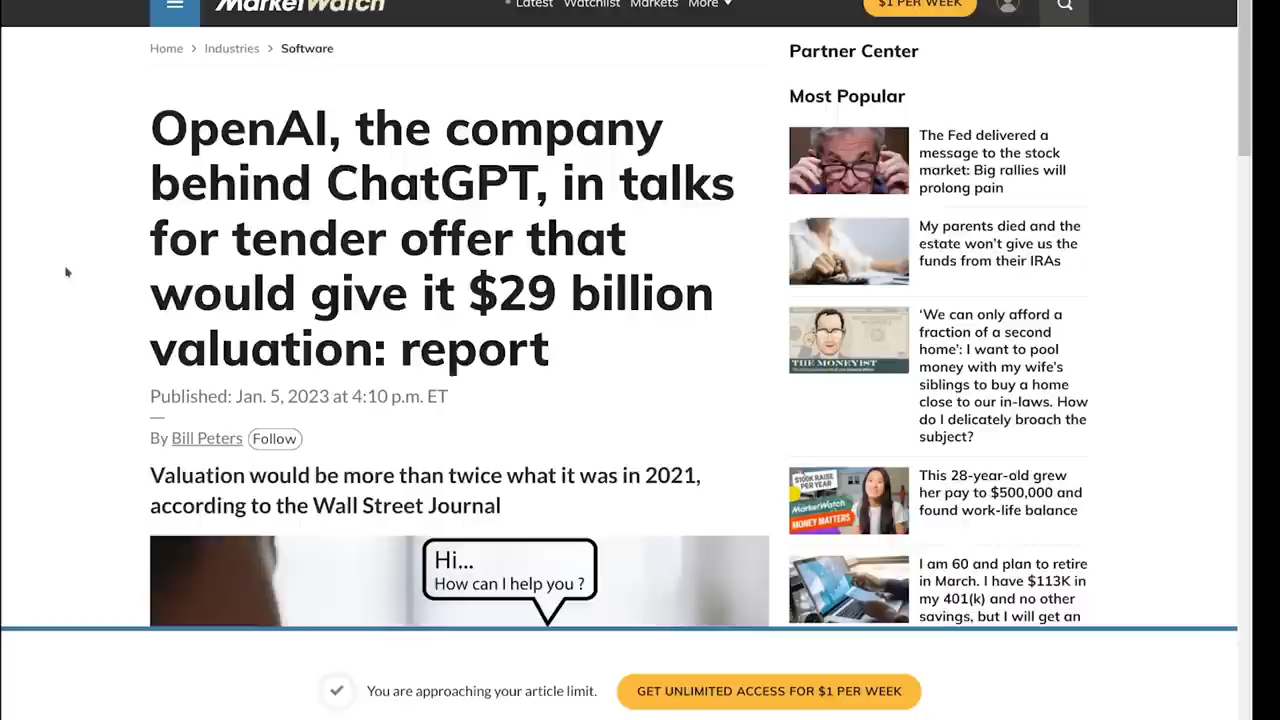 MarketWatch
Latest Watchlist Markets More
$1 PER WEEK
Home > Industries > Software
OpenAI, the company
behind ChatGPT, in talks
for tender offer that
would give it $29 billion
valuation: report
Published: Jan. 5, 2023 at 4:10 p.m. ET
By Bill Peters Follow
Valuation would be more than twice what it was in 2021,
according to the Wall Street Journal
Hi...
How can I help you ?
Partner Center
Most Popular
The Fed delivered a
message to the stock
market: Big rallies will
prolong pain
My parents died and the
estate won’t give us the
funds from their IRAs
THE MONEYIST
‘We can only afford a
fraction of a second
home’: I want to pool
money with my wife’s
siblings to buy a home
close to our in-laws. How
do I delicately broach the
subject?
$100K RAISE
PER YEAR
MarketWatch
MONEY MATTERS
This 28-year-old grew
her pay to $500,000 and
found work-life balance
I am 60 and plan to retire
in March. I have $113K in
my 401(k) and no other
savings, but I will get an
You are approaching your article limit.
GET UNLIMITED ACCESS FOR $1 PER WEEK